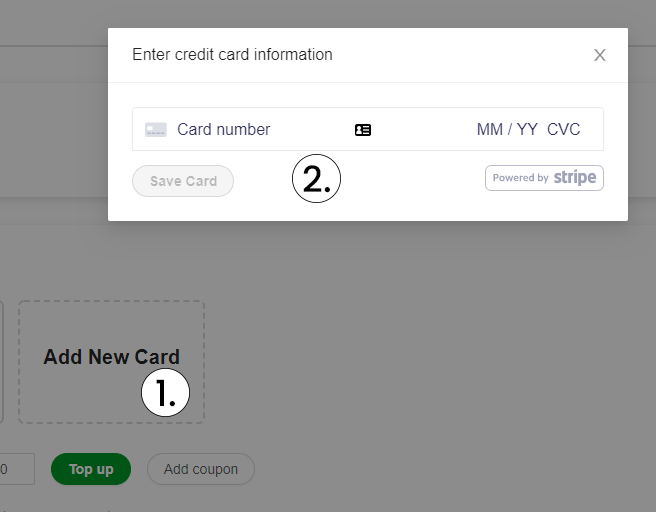 Enter credit card information
X
Card number
MM / YY CVC
Save Card
2.
Powered by stripe
Add New Card
1.
0
Top up
Add coupon